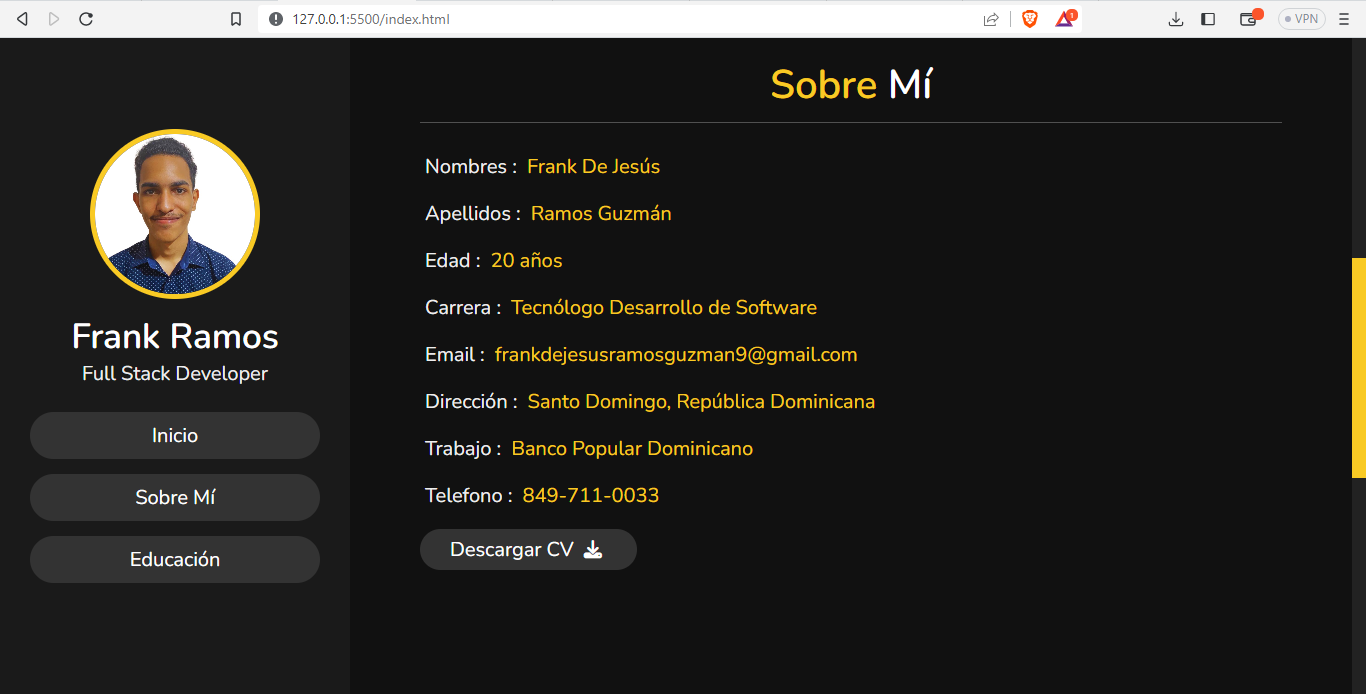 127.0.0.1:5500/index.html
1
VPN
Frank Ramos
Full Stack Developer
Inicio
Sobre Mí
Educación
Sobre Mí
Nombres : Frank De Jesús
Apellidos : Ramos Guzmán
Edad : 20 años
Carrera : Tecnólogo Desarrollo de Software
Email : frankdejesusramosguzman9@gmail.com
Dirección : Santo Domingo, República Dominicana
Trabajo : Banco Popular Dominicano
Telefono : 849-711-0033
Descargar CV